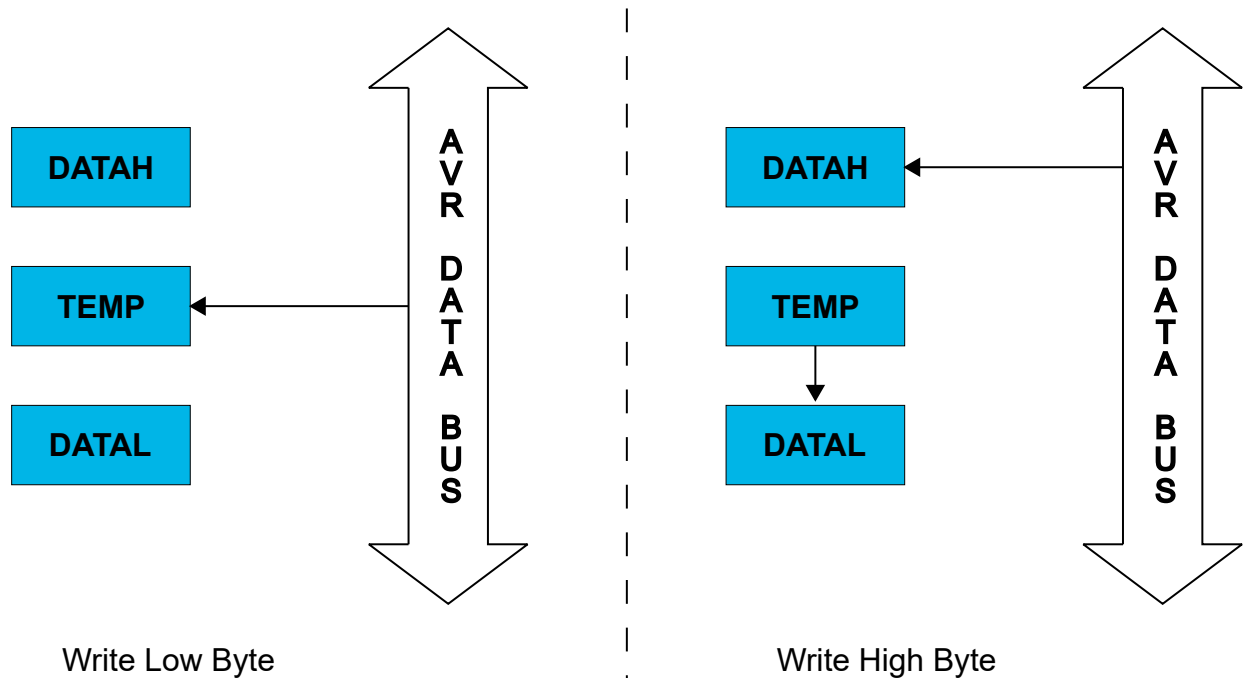 DATAH
TEMP
DATAL
AVR DATA BUS
Write Low Byte
DATAH
TEMP
DATAL
AVR DATA BUS
Write High Byte